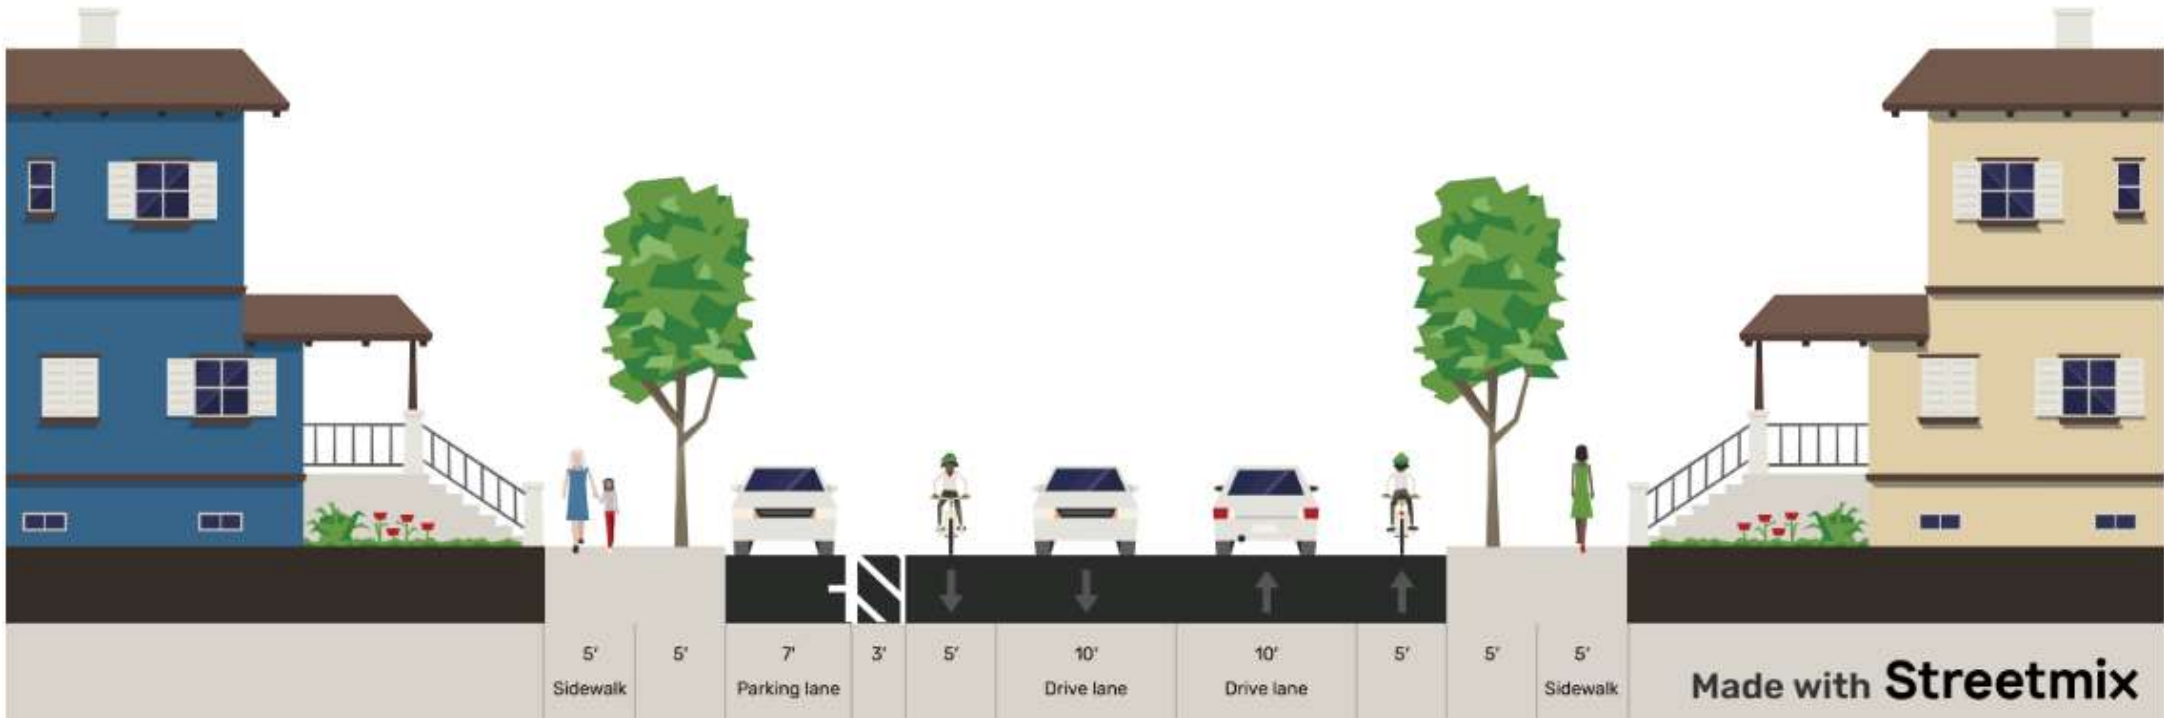 5' 5' 7' 3' 5' 10' 10' 5' 5' 5'
Sidewalk Parking lane Drive lane Drive lane Sidewalk
Made with Streetmix